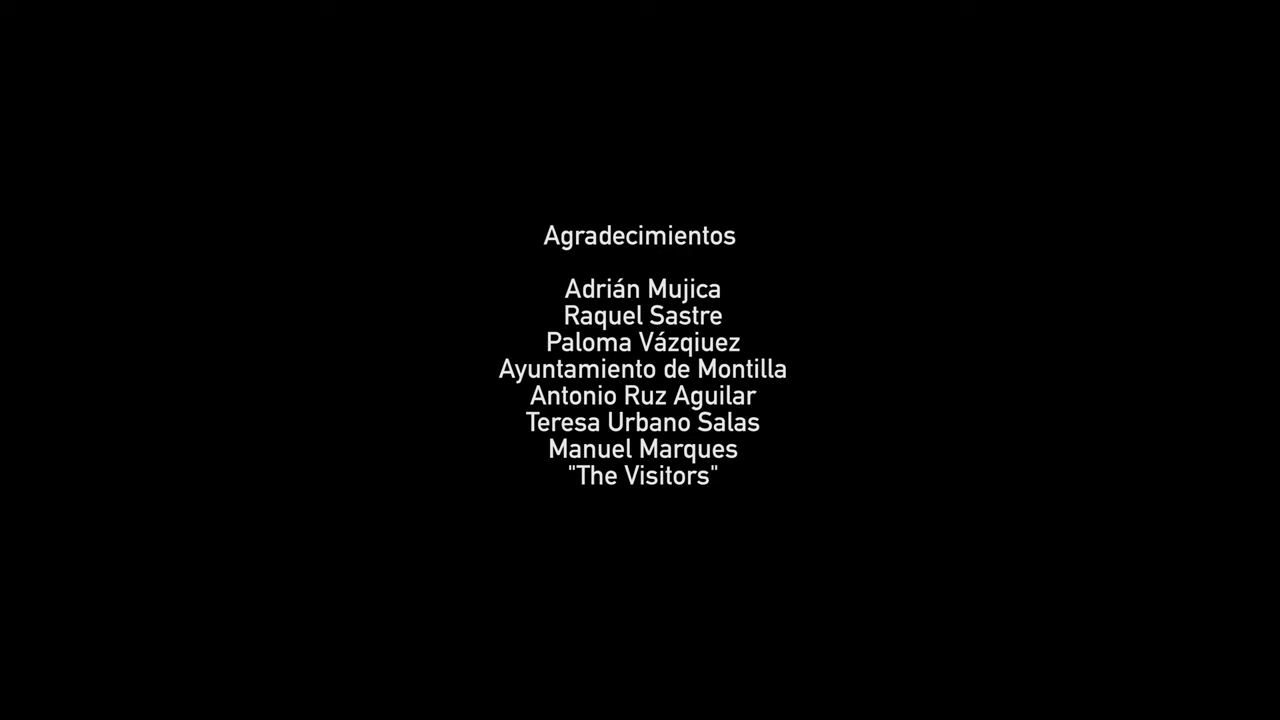 Agradecimientos
Adrián Mujica
Raquel Sastre
Paloma Vázqiuez
Ayuntamiento de Montilla
Antonio Ruz Aguilar
Teresa Urbano Salas
Manuel Marques
"The Visitors"